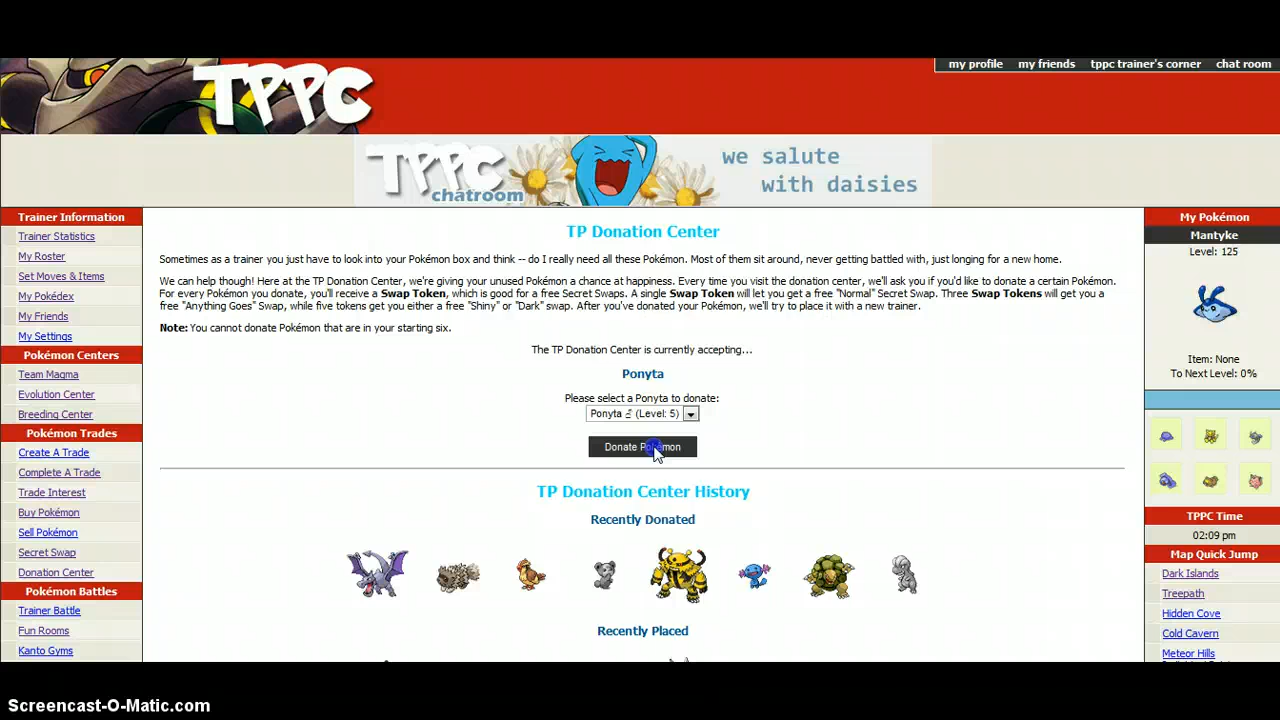 TPPC
my profile my friends tppc trainer's corner chat room
TPPC
chatroom
we salute
with daisies
Trainer Information
Trainer Statistics
My Roster
Set Moves & Items
My Pokédex
My Friends
My Settings
Pokémon Centers
Team Magma
Evolution Center
Breeding Center
Pokémon Trades
Create A Trade
Complete A Trade
Trade Interest
Buy Pokémon
Sell Pokémon
Secret Swap
Donation Center
Pokémon Battles
Trainer Battle
Fun Rooms
Kanto Gyms
TP Donation Center
Sometimes as a trainer you just have to look into your Pokémon box and think -- do I really need all these Pokémon. Most of them sit around, never getting battled with, just longing for a new home.
We can help though! Here at the TP Donation Center, we're giving your unused Pokémon a chance at happiness. Every time you visit the donation center, we'll ask you if you'd like to donate a certain Pokémon.
For every Pokémon you donate, you'll receive a Swap Token, which is good for a free Secret Swaps. A single Swap Token will let you get a free "Normal" Secret Swap. Three Swap Tokens will get you a
free "Anything Goes" Swap, while five tokens get you either a free "Shiny" or "Dark" swap. After you've donated your Pokémon, we'll try to place it with a new trainer.
Note: You cannot donate Pokémon that are in your starting six.
The TP Donation Center is currently accepting...
Ponyta
Please select a Ponyta to donate:
Ponyta (Level: 5)
Donate Pokémon
TP Donation Center History
Recently Donated
Recently Placed
My Pokémon
Mantyke
Level: 125
Item: None
To Next Level: 0%
TPPC Time
02:09 pm
Map Quick Jump
Dark Islands
Treepath
Hidden Cove
Cold Cavern
Meteor Hills
Screencast-O-Matic.com